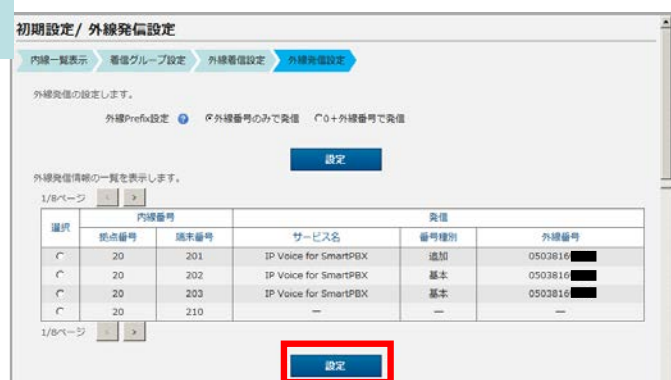 初期設定/ 外線発信設定
内線一覧表示 着信グループ設定 外線着信設定 外線発信設定
外線発信の設定します。
外線Prefix設定 ? 外線番号のみで発信 0+外線番号で発信
設定
外線発信情報の一覧を表示します。
1/8ページ < >
選択 内線番号 発信
拠点番号 端末番号 サービス名 番号種別 外線番号
20 201 IP Voice for SmartPBX 追加 0503816
20 202 IP Voice for SmartPBX 基本 0503816
20 203 IP Voice for SmartPBX 基本 0503816
20 210 － － －
1/8ページ < >
設定